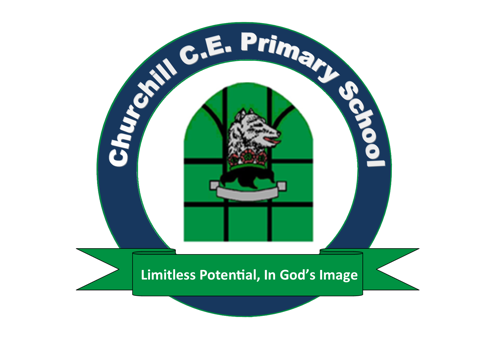 Churchill C.E. Primary School
Limitless Potential, In God's Image